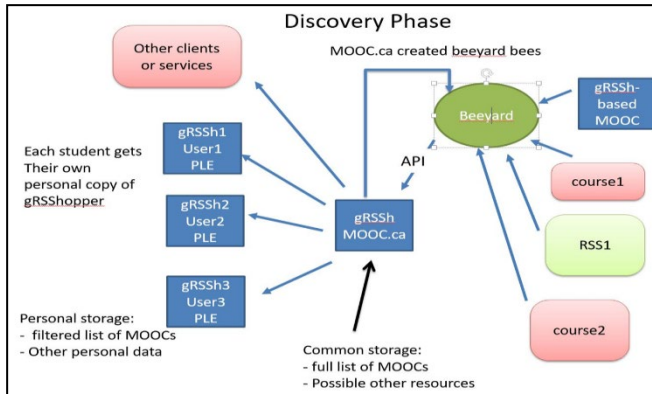 Discovery Phase
MOOC.ca created beeyard bees
Other clients
or services
Beeyard
gRSSh-
based
MOOC
API
gRSSh1
User1
PLE
Each student gets
Their own
personal copy of
gRSShopper
course1
gRSSh2
User2
PLE
gRSSh
MOOC.ca
RSS1
gRSSh3
User3
PLE
Personal storage:
- filtered list of MOOCs
- Other personal data
course2
Common storage:
- full list of MOOCs
- Possible other resources